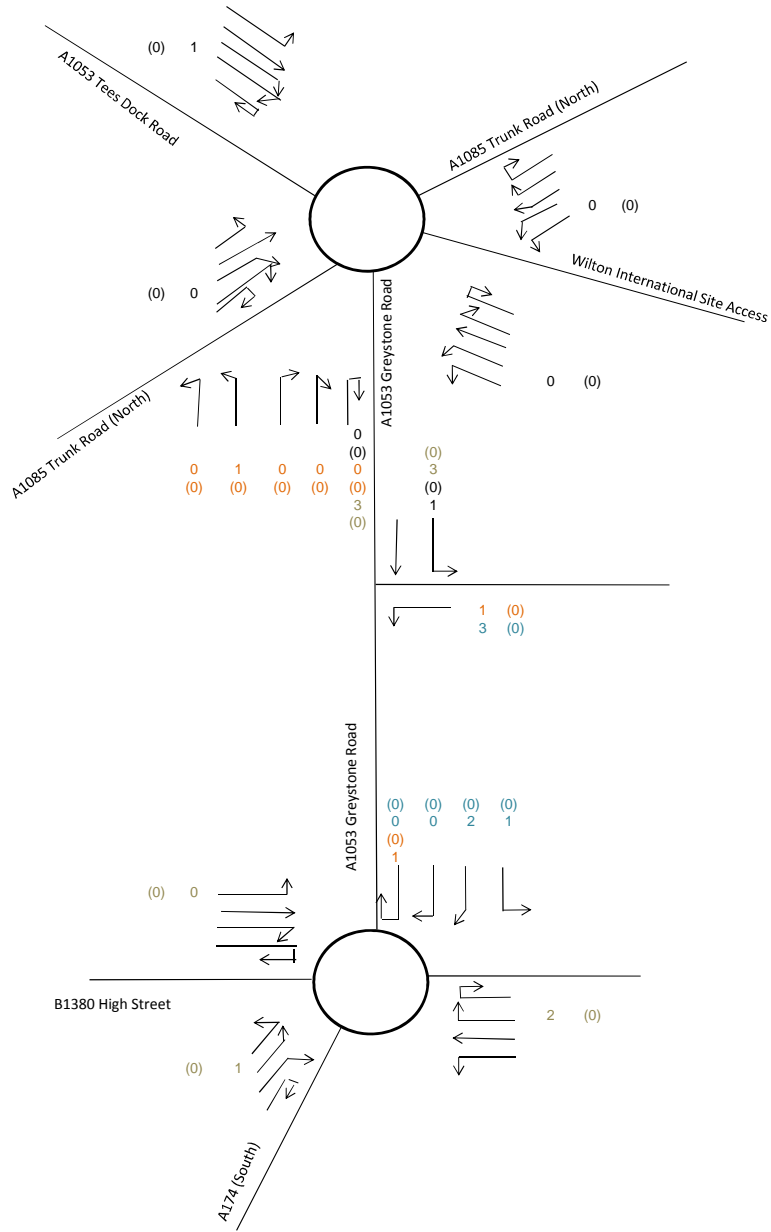 (0) 1
A1053 Tees Dock Road
A1085 Trunk Road (North)
0 (0)
Wilton International Site Access
(0) 0
A1053 Greystone Road
0 (0)
A1085 Trunk Road (North)
0
(0)
0 1 0 0 0
(0) (0) (0) (0) (0)
3
(0)
(0)
3
(0)
1
1 (0)
3 (0)
A1053 Greystone Road
(0) (0) (0) (0)
0 0 2 1
(0)
1
(0) 0
B1380 High Street
2 (0)
(0) 1
A174 (South)